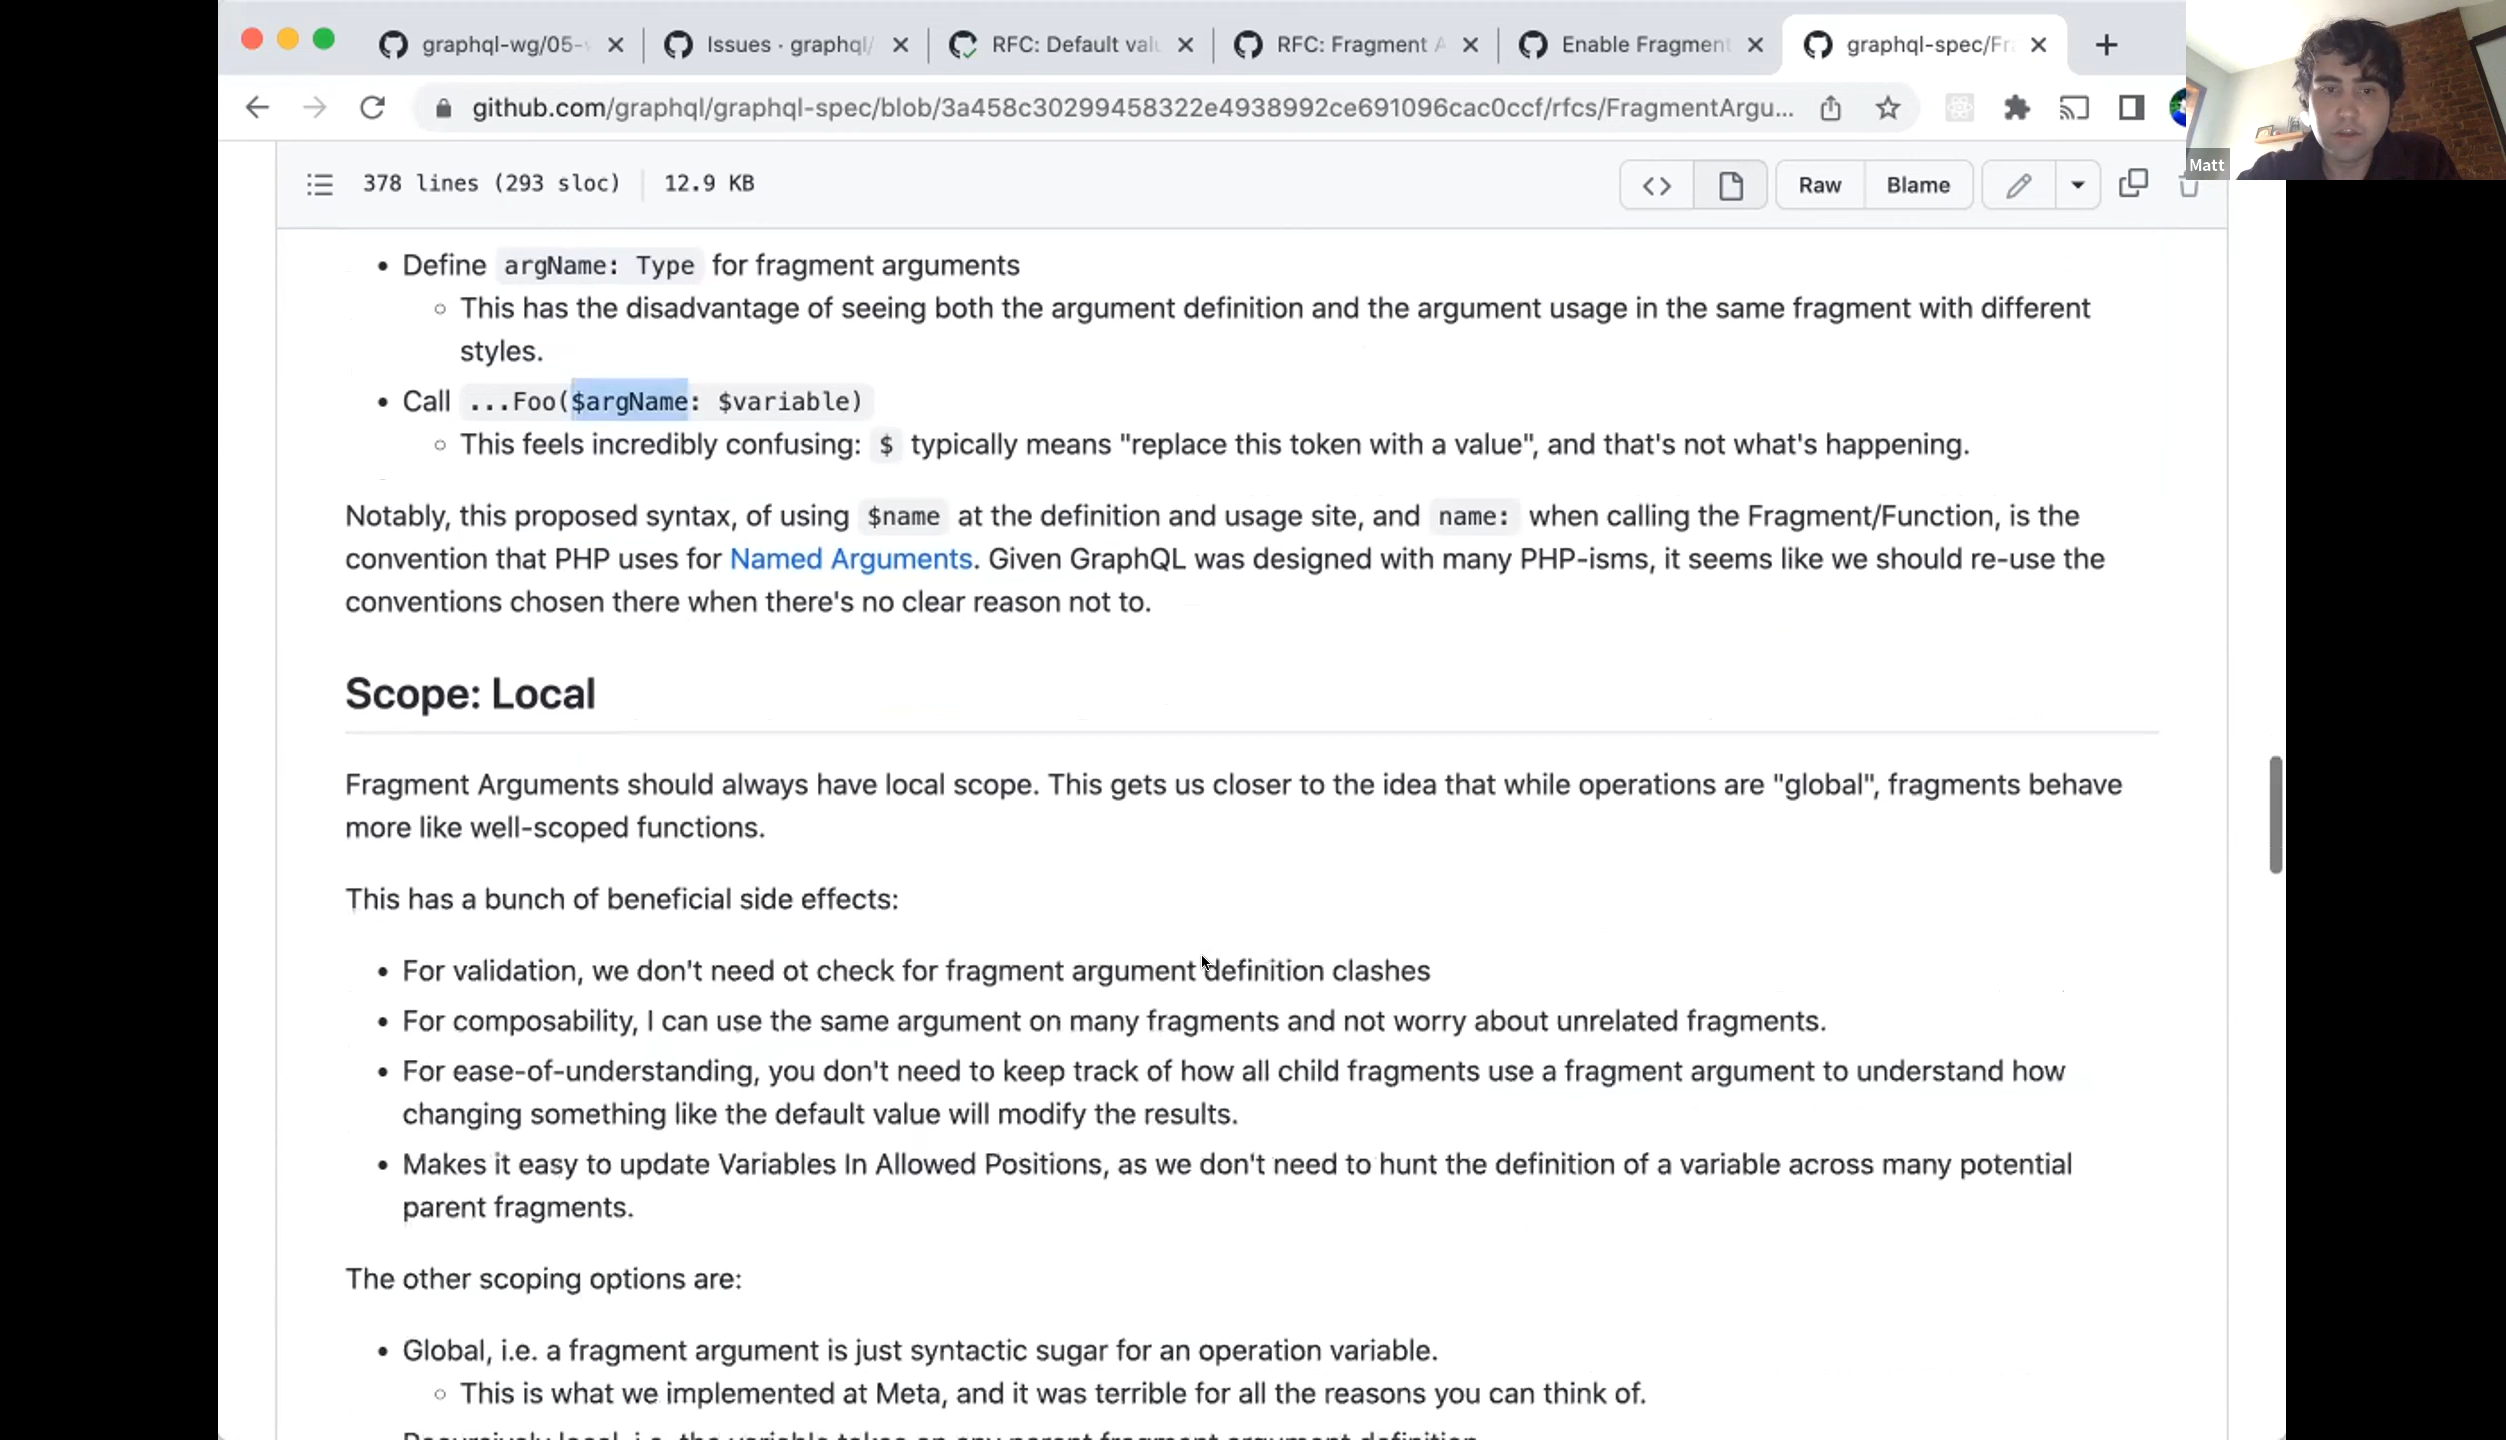 graphql-wg/05-
Issues · graphql/
RFC: Default val
RFC: Fragment A
Enable Fragment
graphql-spec/Fr
github.com/graphql/graphql-spec/blob/3a458c30299458322e4938992ce691096cac0ccf/rfcs/FragmentArgu...
Matt
378 lines (293 sloc)
12.9 KB
Raw
Blame
• Define argName: Type for fragment arguments
○ This has the disadvantage of seeing both the argument definition and the argument usage in the same fragment with different
styles.
• Call ...Foo($argName: $variable)
○ This feels incredibly confusing: $ typically means "replace this token with a value", and that's not what's happening.
Notably, this proposed syntax, of using $name at the definition and usage site, and name: when calling the Fragment/Function, is the
convention that PHP uses for Named Arguments. Given GraphQL was designed with many PHP-isms, it seems like we should re-use the
conventions chosen there when there's no clear reason not to.
Scope: Local
Fragment Arguments should always have local scope. This gets us closer to the idea that while operations are "global", fragments behave
more like well-scoped functions.
This has a bunch of beneficial side effects:
• For validation, we don't need ot check for fragment argument definition clashes
• For composability, I can use the same argument on many fragments and not worry about unrelated fragments.
• For ease-of-understanding, you don't need to keep track of how all child fragments use a fragment argument to understand how
changing something like the default value will modify the results.
• Makes it easy to update Variables In Allowed Positions, as we don't need to hunt the definition of a variable across many potential
parent fragments.
The other scoping options are:
• Global, i.e. a fragment argument is just syntactic sugar for an operation variable.
○ This is what we implemented at Meta, and it was terrible for all the reasons you can think of.
Recursively local, i.e. the variable takes on any parent fragment argument definition